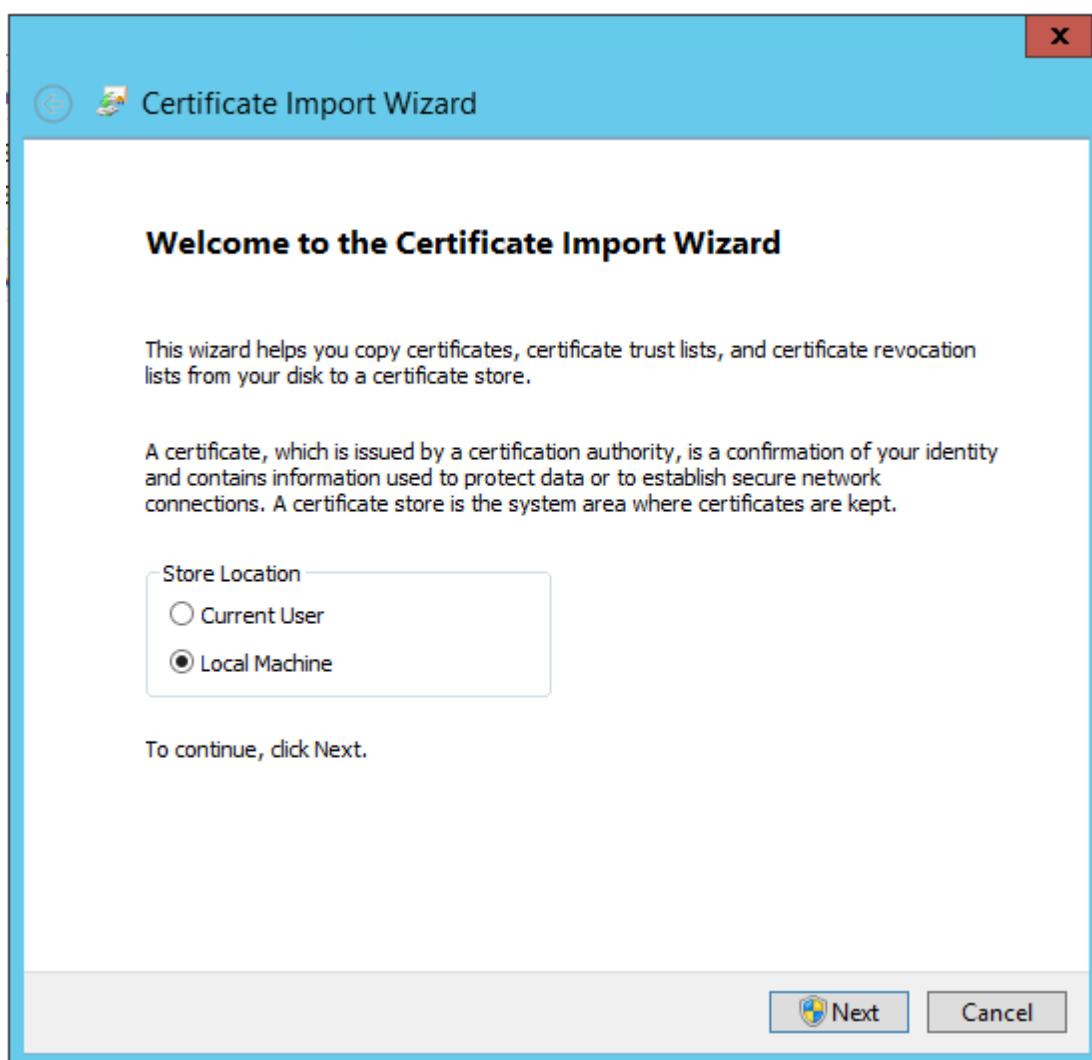 x
Certificate Import Wizard
Welcome to the Certificate Import Wizard
This wizard helps you copy certificates, certificate trust lists, and certificate revocation
lists from your disk to a certificate store.
A certificate, which is issued by a certification authority, is a confirmation of your identity
and contains information used to protect data or to establish secure network
connections. A certificate store is the system area where certificates are kept.
Store Location
Current User
Local Machine
To continue, click Next.
Next Cancel